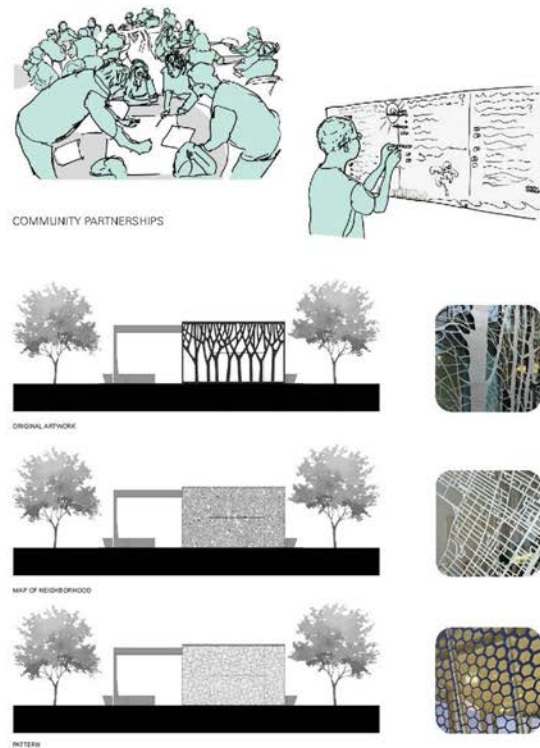 COMMUNITY PARTNERSHIPS
ORIGINAL ARTWORK
MAP OF NEIGHBORHOOD
PATTERN